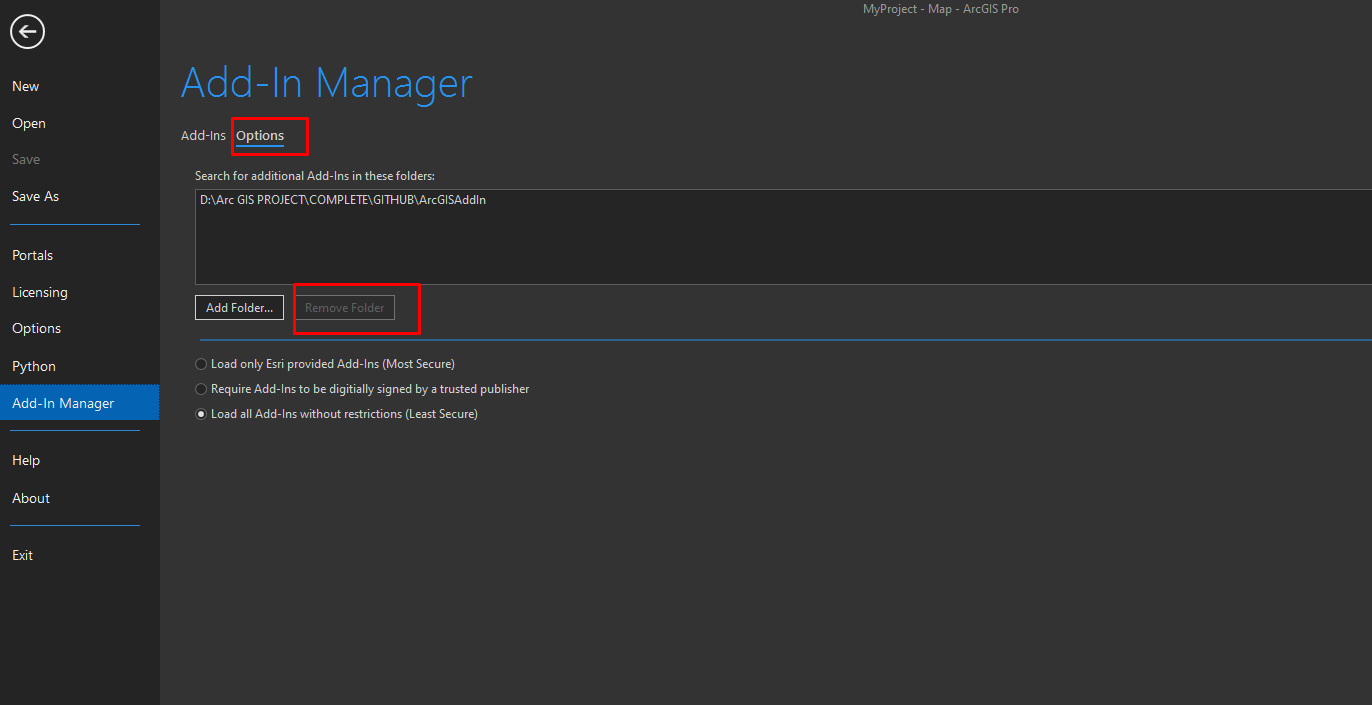 MyProject - Map - ArcGIS Pro
New
Open
Save
Save As
Portals
Licensing
Options
Python
Add-In Manager
Help
About
Exit
Add-In Manager
Add-Ins Options
Search for additional Add-Ins in these folders:
D:\Arc GIS PROJECT\COMPLETE\GITHUB\ArcGISAddIn
Add Folder... Remove Folder
Load only Esri provided Add-Ins (Most Secure)
Require Add-Ins to be digitially signed by a trusted publisher
Load all Add-Ins without restrictions (Least Secure)